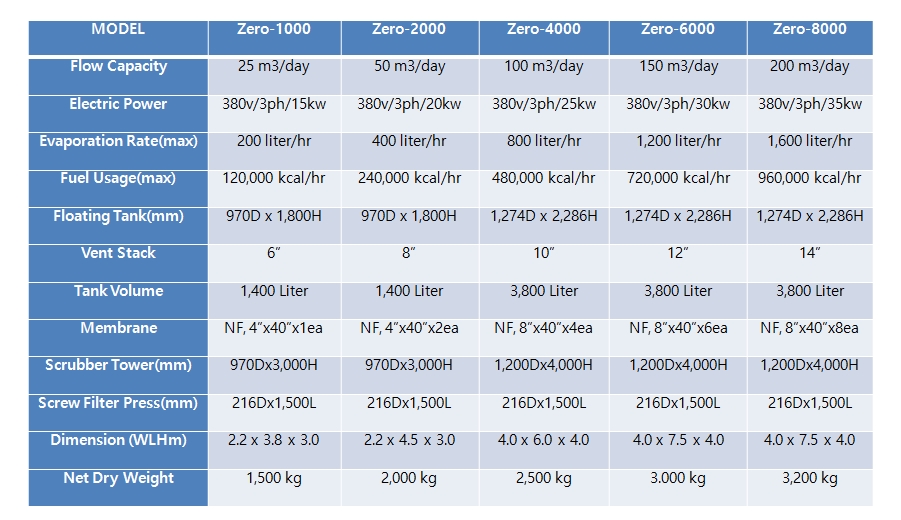 MODEL Zero-1000 Zero-2000 Zero-4000 Zero-6000 Zero-8000
Flow Capacity 25 m3/day 50 m3/day 100 m3/day 150 m3/day 200 m3/day
Electric Power 380v/3ph/15kw 380v/3ph/20kw 380v/3ph/25kw 380v/3ph/30kw 380v/3ph/35kw
Evaporation Rate(max) 200 liter/hr 400 liter/hr 800 liter/hr 1,200 liter/hr 1,600 liter/hr
Fuel Usage(max) 120,000 kcal/hr 240,000 kcal/hr 480,000 kcal/hr 720,000 kcal/hr 960,000 kcal/hr
Floating Tank(mm) 970D x 1,800H 970D x 1,800H 1,274D x 2,286H 1,274D x 2,286H 1,274D x 2,286H
Vent Stack 6” 8” 10” 12” 14”
Tank Volume 1,400 Liter 1,400 Liter 3,800 Liter 3,800 Liter 3,800 Liter
Membrane NF, 4”x40”x1ea NF, 4”x40”x2ea NF, 8”x40”x4ea NF, 8”x40”x6ea NF, 8”x40”x8ea
Scrubber Tower(mm) 970Dx3,000H 970Dx3,000H 1,200Dx4,000H 1,200Dx4,000H 1,200Dx4,000H
Screw Filter Press(mm) 216Dx1,500L 216Dx1,500L 216Dx1,500L 216Dx1,500L 216Dx1,500L
Dimension (WLHm) 2.2 x 3.8 x 3.0 2.2 x 4.5 x 3.0 4.0 x 6.0 x 4.0 4.0 x 7.5 x 4.0 4.0 x 7.5 x 4.0
Net Dry Weight 1,500 kg 2,000 kg 2,500 kg 3.000 kg 3,200 kg